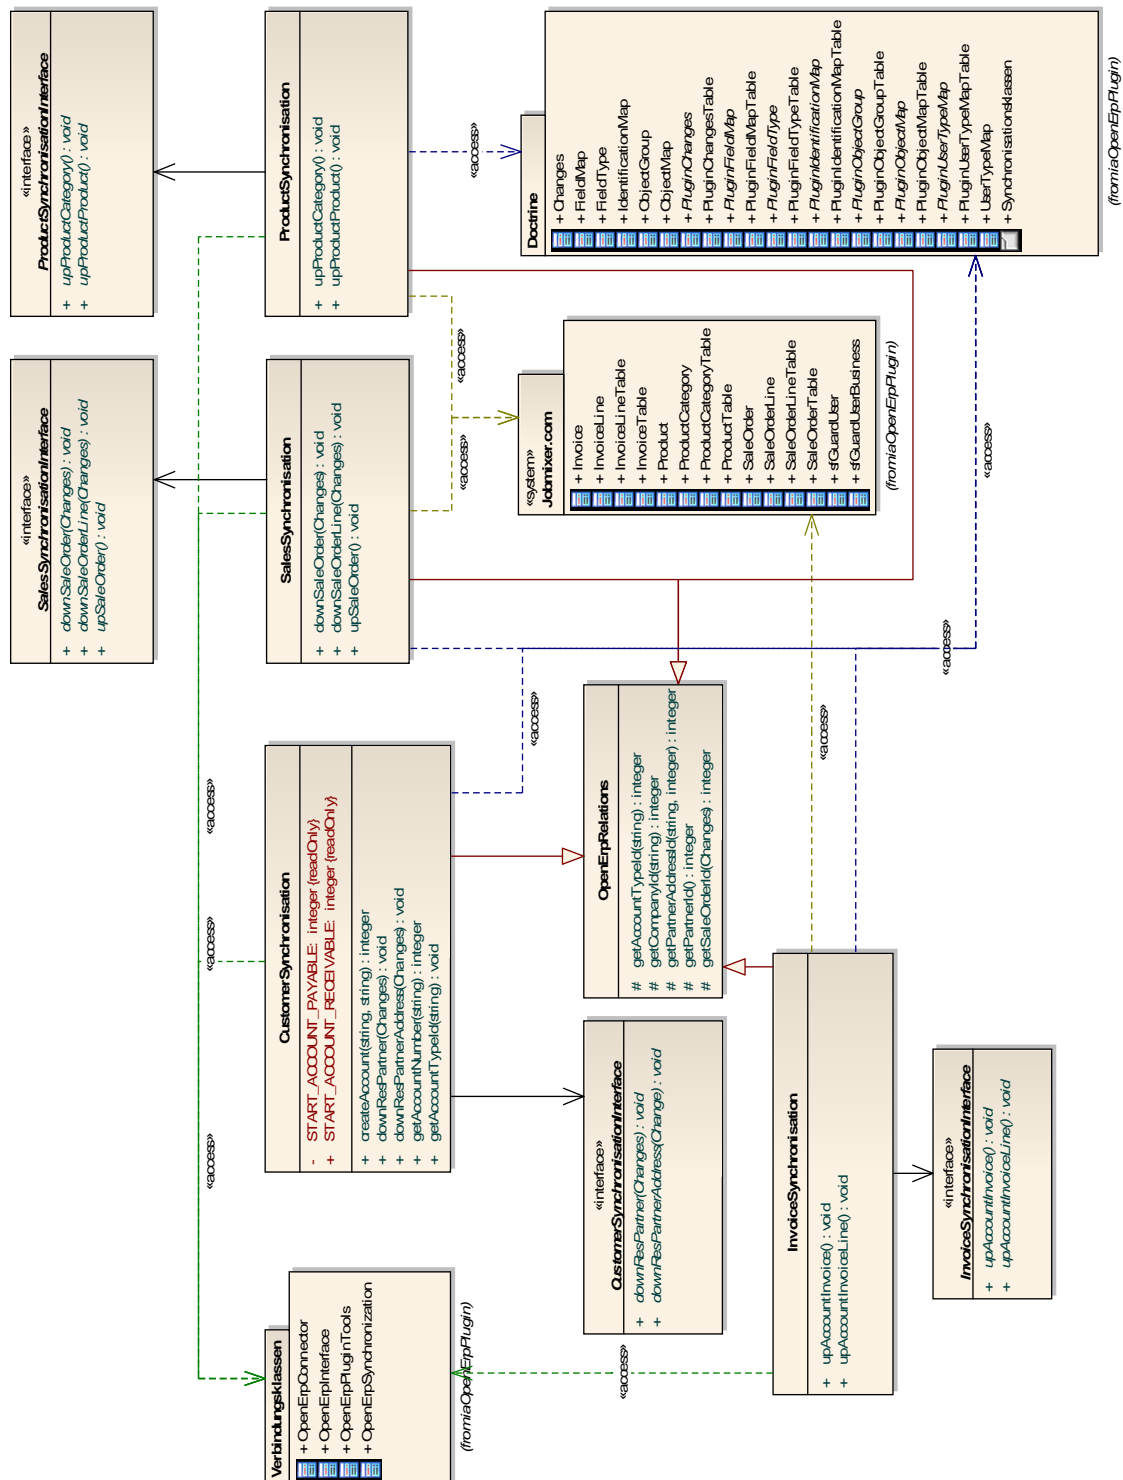 «interface»
ProductSynchronisationInterface
+ upProductCategory() : void
+ upProductProduct() : void
«interface»
SalesSynchronisationInterface
+ downSaleOrder(Changes) : void
+ downSaleOrderLine(Changes) : void
+ upSaleOrder() : void
ProductSynchronisation
+ upProductCategory() : void
+ upProductProduct() : void
SalesSynchronisation
+ downSaleOrder(Changes) : void
+ downSaleOrderLine(Changes) : void
+ upSaleOrder() : void
CustomerSynchronisation
- START_ACCOUNT_PAYABLE: integer {readOnly}
+ START_ACCOUNT_RECEIVABLE: integer {readOnly}
+ createAccount(string, string) : integer
+ downResPartner(Changes) : void
+ downResPartnerAddress(Changes) : void
+ getAccountNumber(string) : integer
+ getAccountTypeId(string) : void
Verbindungsklassen
+ OpenErpConnector
+ OpenErpInterface
+ OpenErpPluginTools
+ OpenErpSynchronization
(from iaOpenErpPlugin)
Doctrine
+ Changes
+ FieldMap
+ FieldType
+ IdentificationMap
+ ObjectGroup
+ ObjectMap
+ PluginChanges
+ PluginChangesTable
+ PluginFieldMap
+ PluginFieldMapTable
+ PluginFieldType
+ PluginFieldTypeTable
+ PluginIdentificationMap
+ PluginIdentificationMapTable
+ PluginObjectGroup
+ PluginObjectGroupTable
+ PluginObjectMap
+ PluginObjectMapTable
+ PluginUserTypeMap
+ PluginUserTypeMapTable
+ UserTypeMap
+ Synchronisationsklassen
(from iaOpenErpPlugin)
«system»
Jobmixer.com
+ Invoice
+ InvoiceLine
+ InvoiceLineTable
+ InvoiceTable
+ Product
+ ProductCategory
+ ProductCategoryTable
+ ProductTable
+ SaleOrder
+ SaleOrderLine
+ SaleOrderLineTable
+ SaleOrderTable
+ sfGuardUser
+ sfGuardUserBusiness
(from iaOpenErpPlugin)
OpenErpRelations
# getAccountTypeId(string) : integer
# getCompanyId(string) : integer
# getPartnerAddressId(string, integer) : integer
# getPartnerId() : integer
# getSaleOrderId(Changes) : integer
«interface»
CustomerSynchronisationInterface
+ downResPartner(Changes) : void
+ downResPartnerAddress(Change) : void
InvoiceSynchronisation
+ upAccountInvoice() : void
+ upAccountInvoiceLine() : void
«interface»
InvoiceSynchronisationInterface
+ upAccountInvoice() : void
+ upAccountInvoiceLine() : void
«access»
«access»
«access»
«access»
«access»
«access»
«access»
«access»
«access»
«access»
«access»